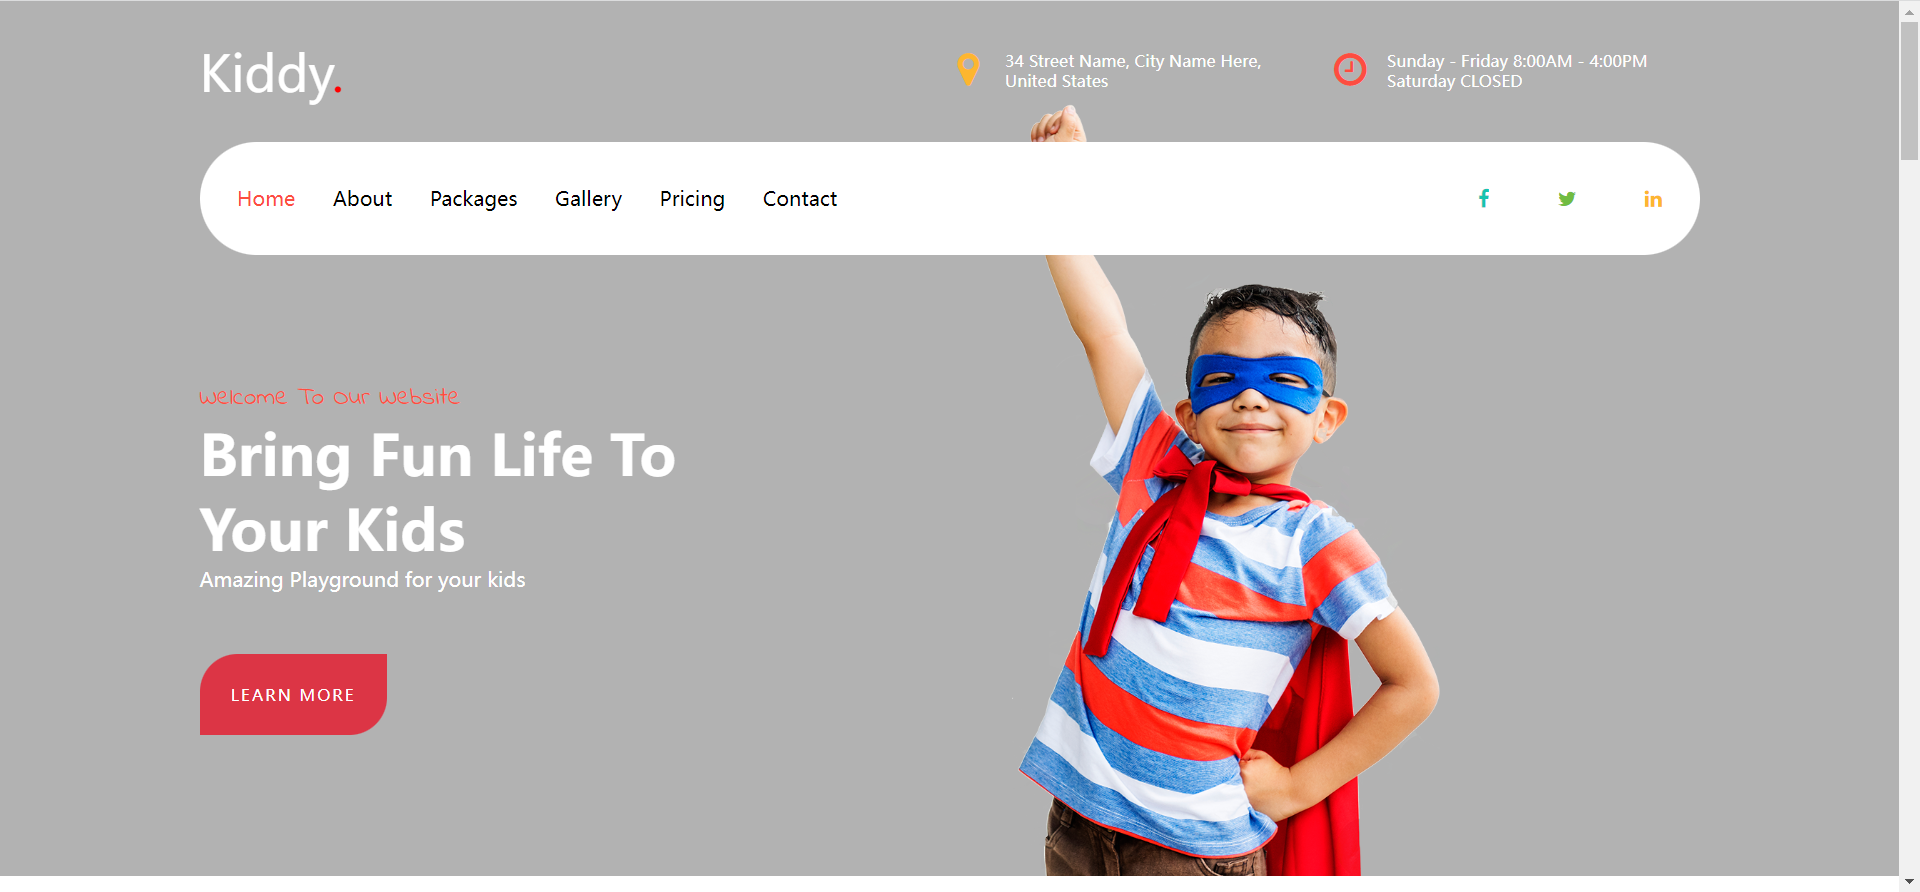 Kiddy.
34 Street Name, City Name Here,
United States
Sunday - Friday 8:00AM - 4:00PM
Saturday CLOSED
Home About Packages Gallery Pricing Contact
Welcome To Our Website
Bring Fun Life To
Your Kids
Amazing Playground for your kids
LEARN MORE